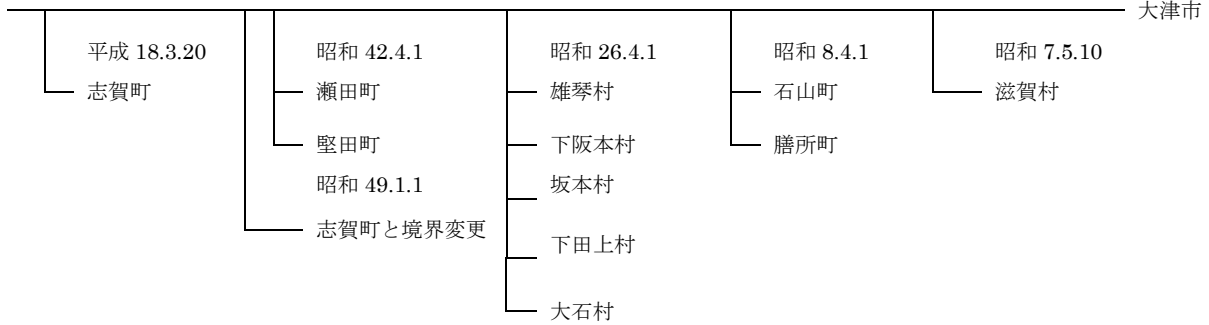 大津市
平成 18.3.20
志賀町
昭和 42.4.1
瀬田町
堅田町
昭和 49.1.1
志賀町と境界変更
昭和 26.4.1
雄琴村
下阪本村
坂本村
下田上村
大石村
昭和 8.4.1
石山町
膳所町
昭和 7.5.10
滋賀村